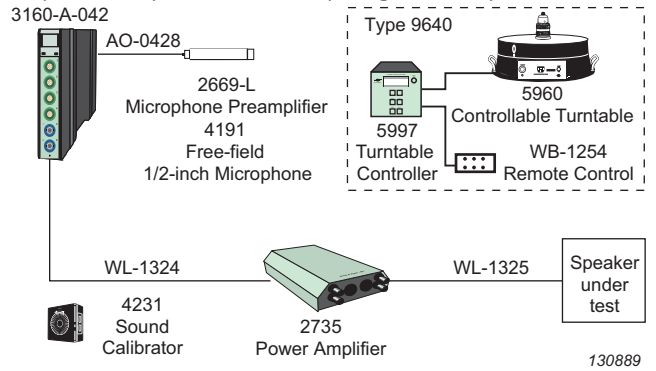 3160-A-042
AO-0428
2669-L
Microphone Preamplifier
4191
Free-field
1/2-inch Microphone
Type 9640
5960
Controllable Turntable
5997
Turntable
Controller
WB-1254
Remote Control
WL-1324
WL-1325
Speaker
under
test
4231
Sound
Calibrator
2735
Power Amplifier
130889